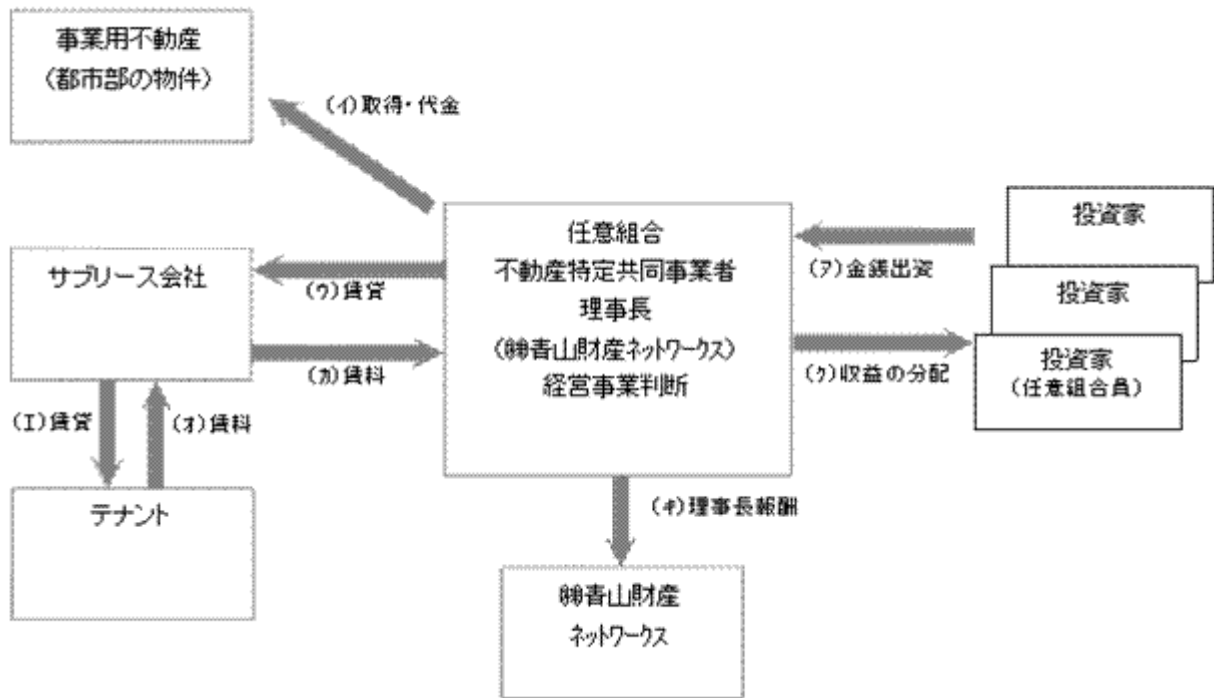 事業用不動産
(都市部の物件)
(イ)取得・代金
任意組合
不動産特定共同事業者
理事長
(㈱青山財産ネットワークス)
経営事業判断
投資家
投資家
投資家
(任意組合員)
(ア)金銭出資
(ク)収益の分配
サブリース会社
(ウ)賃貸
(カ)賃料
(エ)賃貸
(オ)賃料
テナント
(キ)理事長報酬
㈱青山財産
ネットワークス